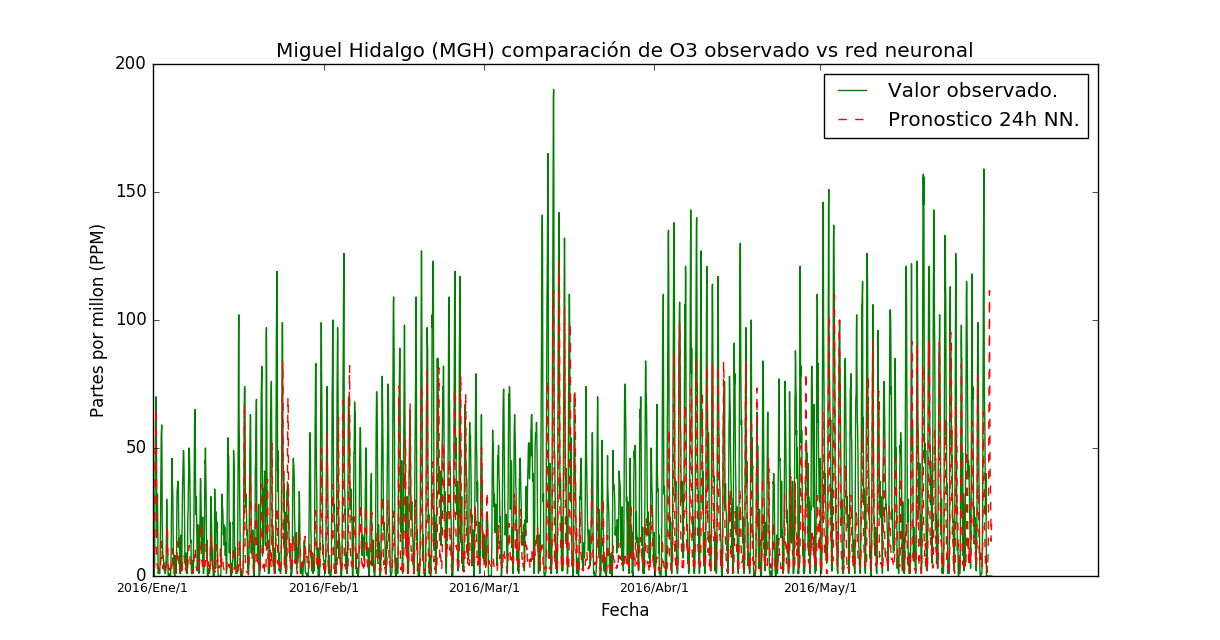 Miguel Hidalgo (MGH) comparación de O3 observado vs red neuronal
200
Valor observado.
Pronostico 24h NN.
150
Partes por millon (PPM)
100
50
0
2016/Ene/1 2016/Feb/1 2016/Mar/1 2016/Abr/1 2016/May/1
Fecha